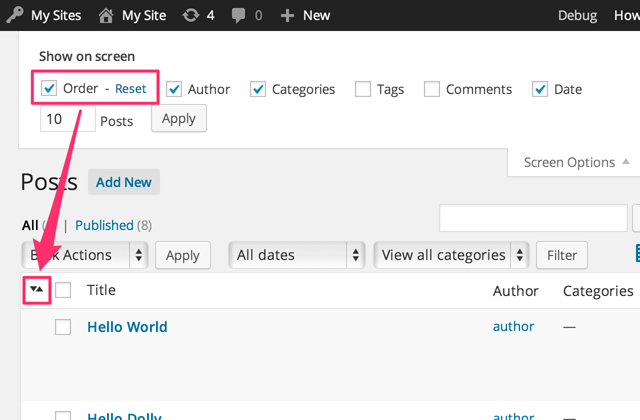 My Sites My Site 4 0 + New Debug How
Show on screen
Order - Reset Author Categories Tags Comments Date
10 Posts Apply
Screen Options
Posts Add New
All ( | Published (8)
Actions Apply All dates View all categories Filter
Title Author Categories
Hello World author —
Hello Dolly author